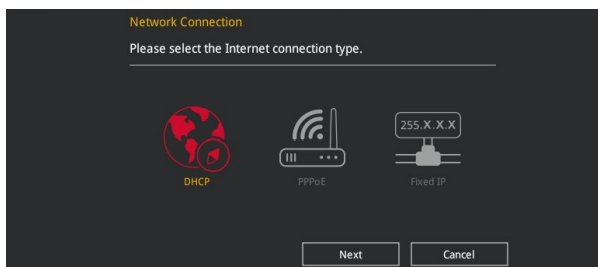 Network Connection
Please select the Internet connection type.
255.X.X.X
DHCP
PPPoE
Fixed IP
Next
Cancel